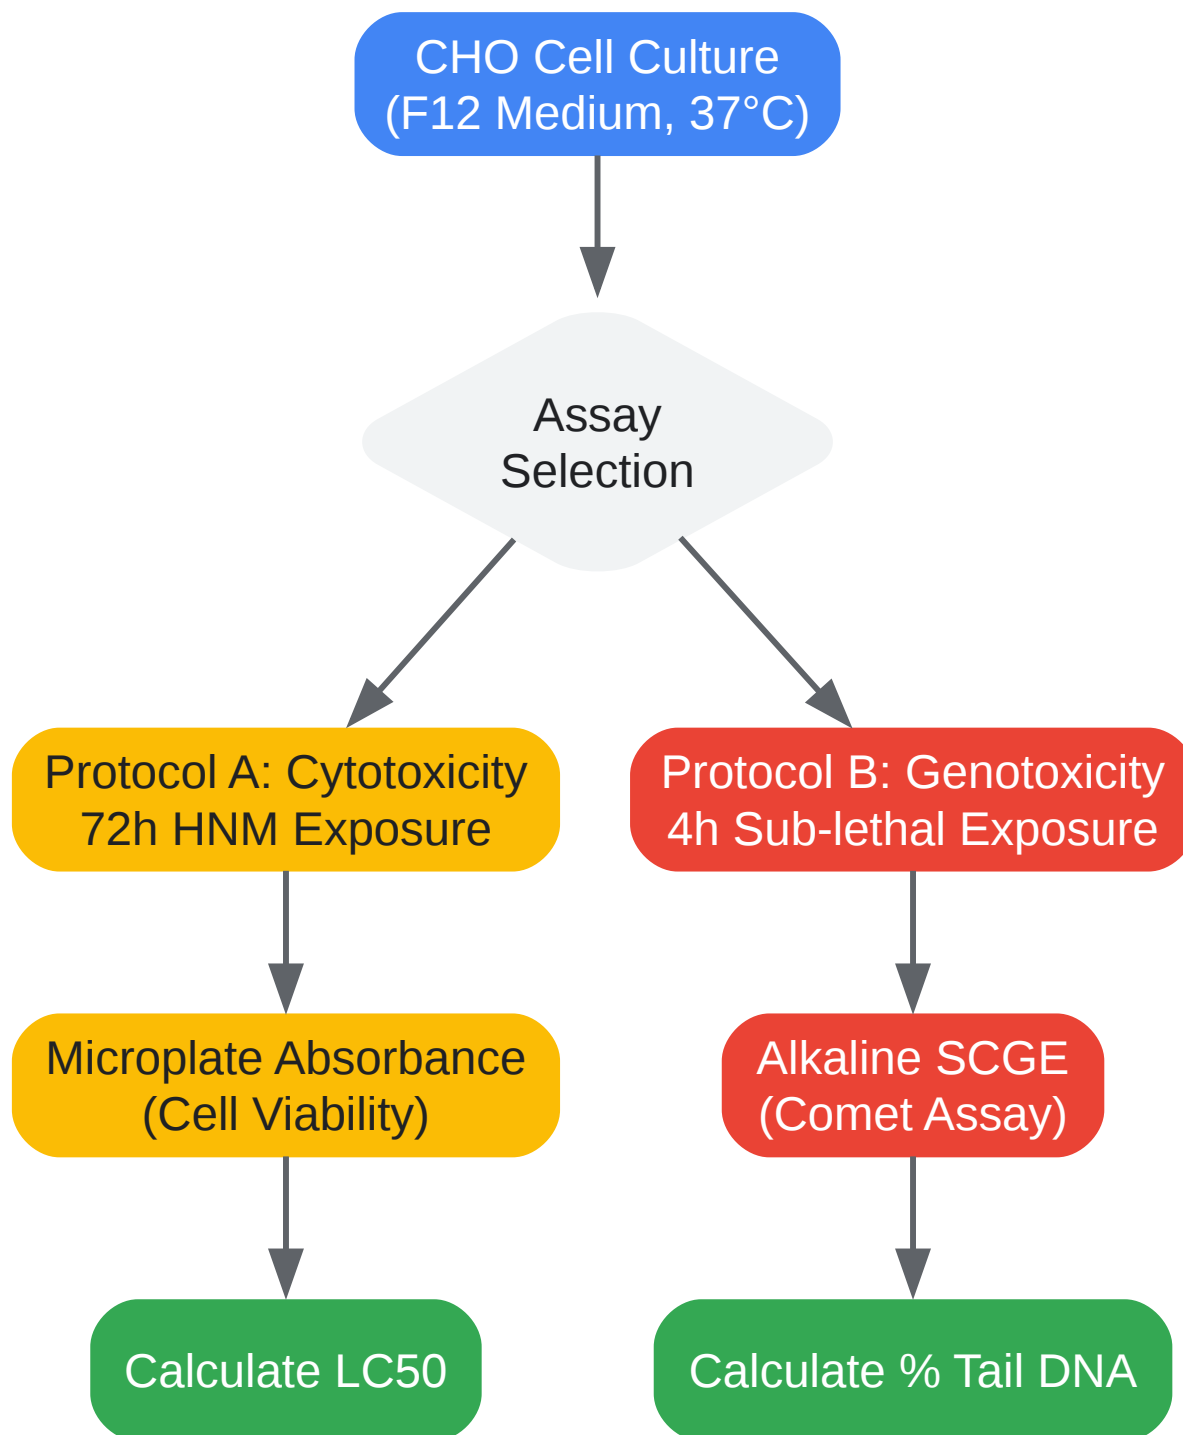 CHO Cell Culture
(F12 Medium, 37°C)
Assay
Selection
Protocol A: Cytotoxicity
72h HNM Exposure
Protocol B: Genotoxicity
4h Sub-lethal Exposure
Microplate Absorbance
(Cell Viability)
Alkaline SCGE
(Comet Assay)
Calculate LC50
Calculate % Tail DNA